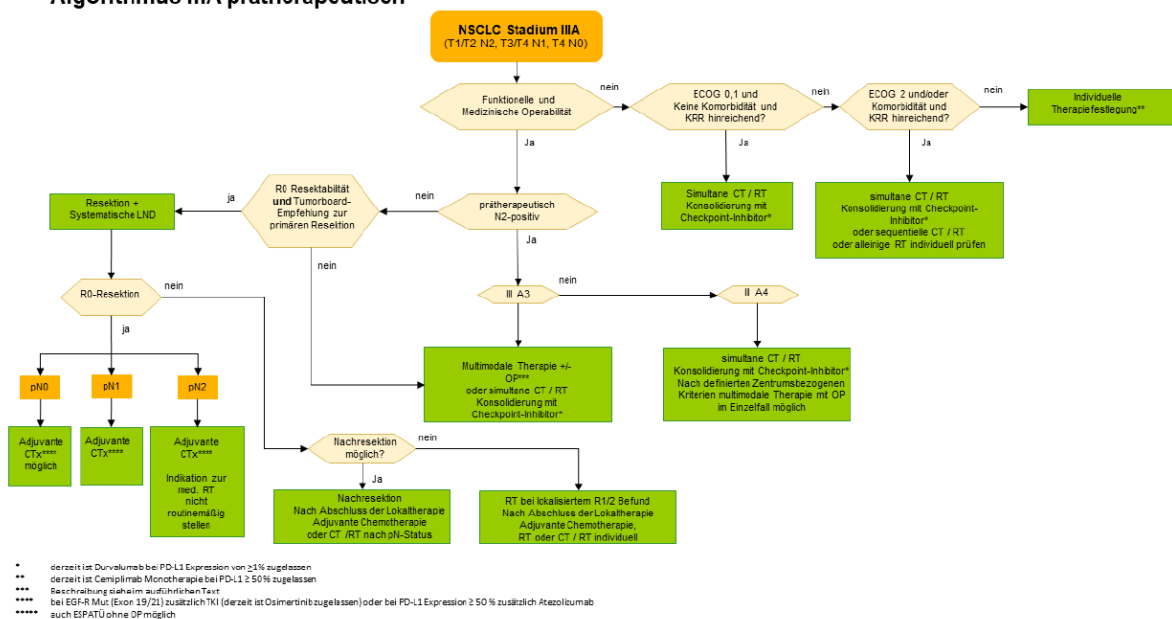 Algorithmus IIIA prätherapeutisch
NSCLC Stadium IIIA
(T1/T2 N2, T3/T4 N1, T4 N0)
Funktionelle und
Medizinische Operabilität
nein
ECOG 0,1 und
Keine Komorbidität und
KRR hinreichend?
nein
ECOG 2 und/oder
Komorbidität und
KRR hinreichend?
nein
Individuelle
Therapiefestlegung**
Ja
Ja
Ja
Simultane CT / RT
Konsolidierung mit
Checkpoint-Inhibitor*
simultane CT / RT
Konsolidierung mit Checkpoint-
Inhibitor*
oder sequentielle CT / RT
oder alleinige RT individuell prüfen
prätherapeutisch
N2-positiv
nein
R0 Resektabilität
und Tumorboard-
Empfehlung zur
primären Resektion
ja
Resektion +
Systematische LND
nein
Ja
III A3
nein
III A4
R0-Resektion
nein
ja
Multimodale Therapie +/-
OP***
oder simultane CT / RT
Konsolidierung mit
Checkpoint-Inhibitor*
simultane CT / RT
Konsolidierung mit Checkpoint-Inhibitor*
Nach definierten Zentrumsbezogenen
Kriterien multimodale Therapie mit OP
im Einzelfall möglich
pN0
pN1
pN2
Adjuvante
CTx****
möglich
Adjuvante
CTx****
Adjuvante
CTx****
Indikation zur
med. RT
nicht
routinemäßig
stellen
Nachresektion
möglich?
nein
Ja
Nachresektion
Nach Abschluss der Lokaltherapie
Adjuvante Chemotherapie
oder CT /RT nach pN-Status
RT bei lokalisiertem R1/2 Befund
Nach Abschluss der Lokaltherapie
Adjuvante Chemotherapie,
RT oder CT / RT individuell
* derzeit ist Durvalumab bei PD-L1 Expression von ≥1% zugelassen
** derzeit ist Cemiplimab Monotherapie bei PD-L1 ≥ 50% zugelassen
*** Beschreibung siehe im ausführlichen Text
**** bei EGF-R Mut (Exon 19/21) zusätzlich TKI (derzeit ist Osimertinib zugelassen) oder bei PD-L1 Expression ≥ 50 % zusätzlich Atezolizumab
***** auch ESPATÜ ohne OP möglich